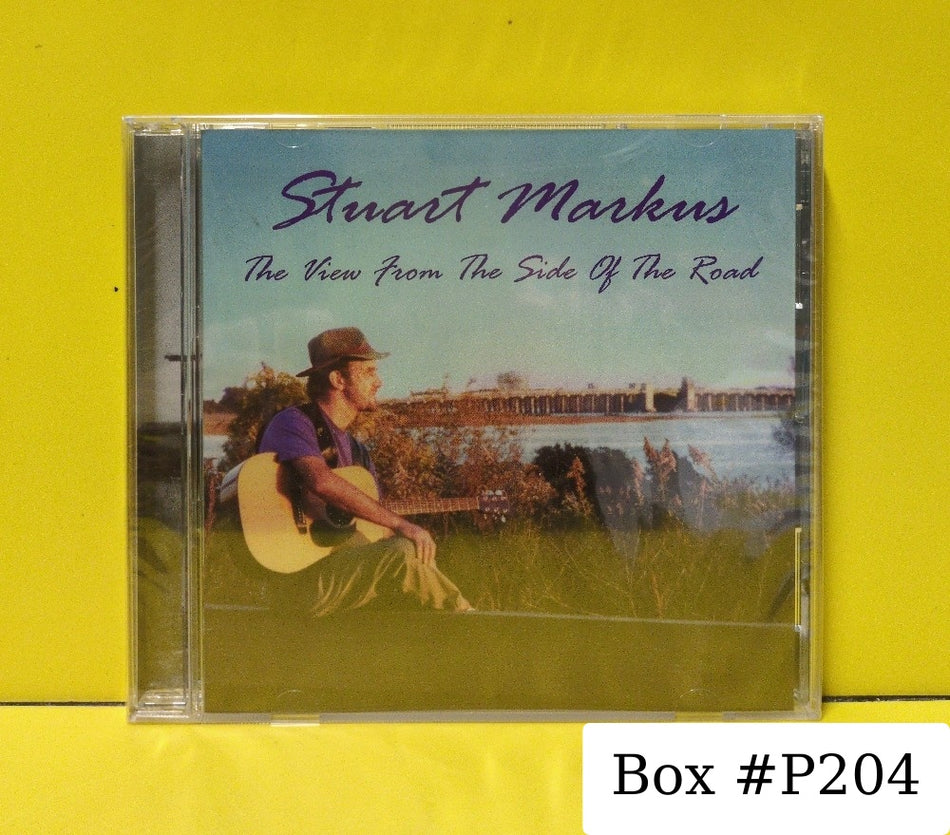 Stuart Markus
The View From The Side Of The Road
Box #P204